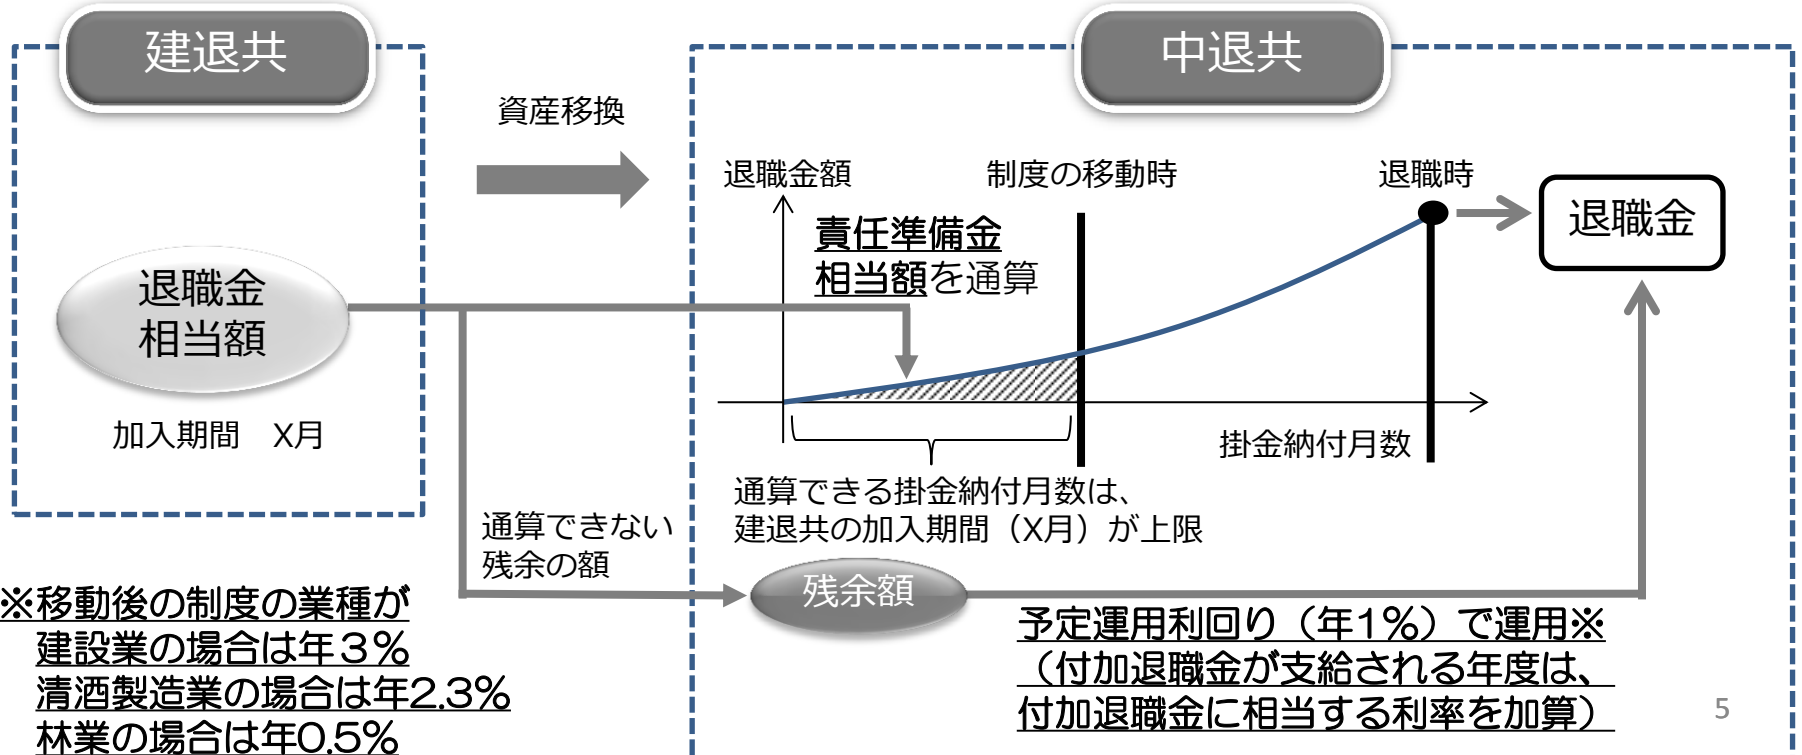 建退共
中退共
資産移換
退職金額
制度の移動時
退職時
退職金
責任準備金
相当額を通算
退職金
相当額
加入期間　X月
掛金納付月数
通算できる掛金納付月数は、
建退共の加入期間（X月）が上限
通算できない
残余の額
残余額
※移動後の制度の業種が
建設業の場合は年３%
清酒製造業の場合は年2.3%
林業の場合は年0.5%
予定運用利回り（年1%）で運用※
（付加退職金が支給される年度は、
付加退職金に相当する利率を加算）
5